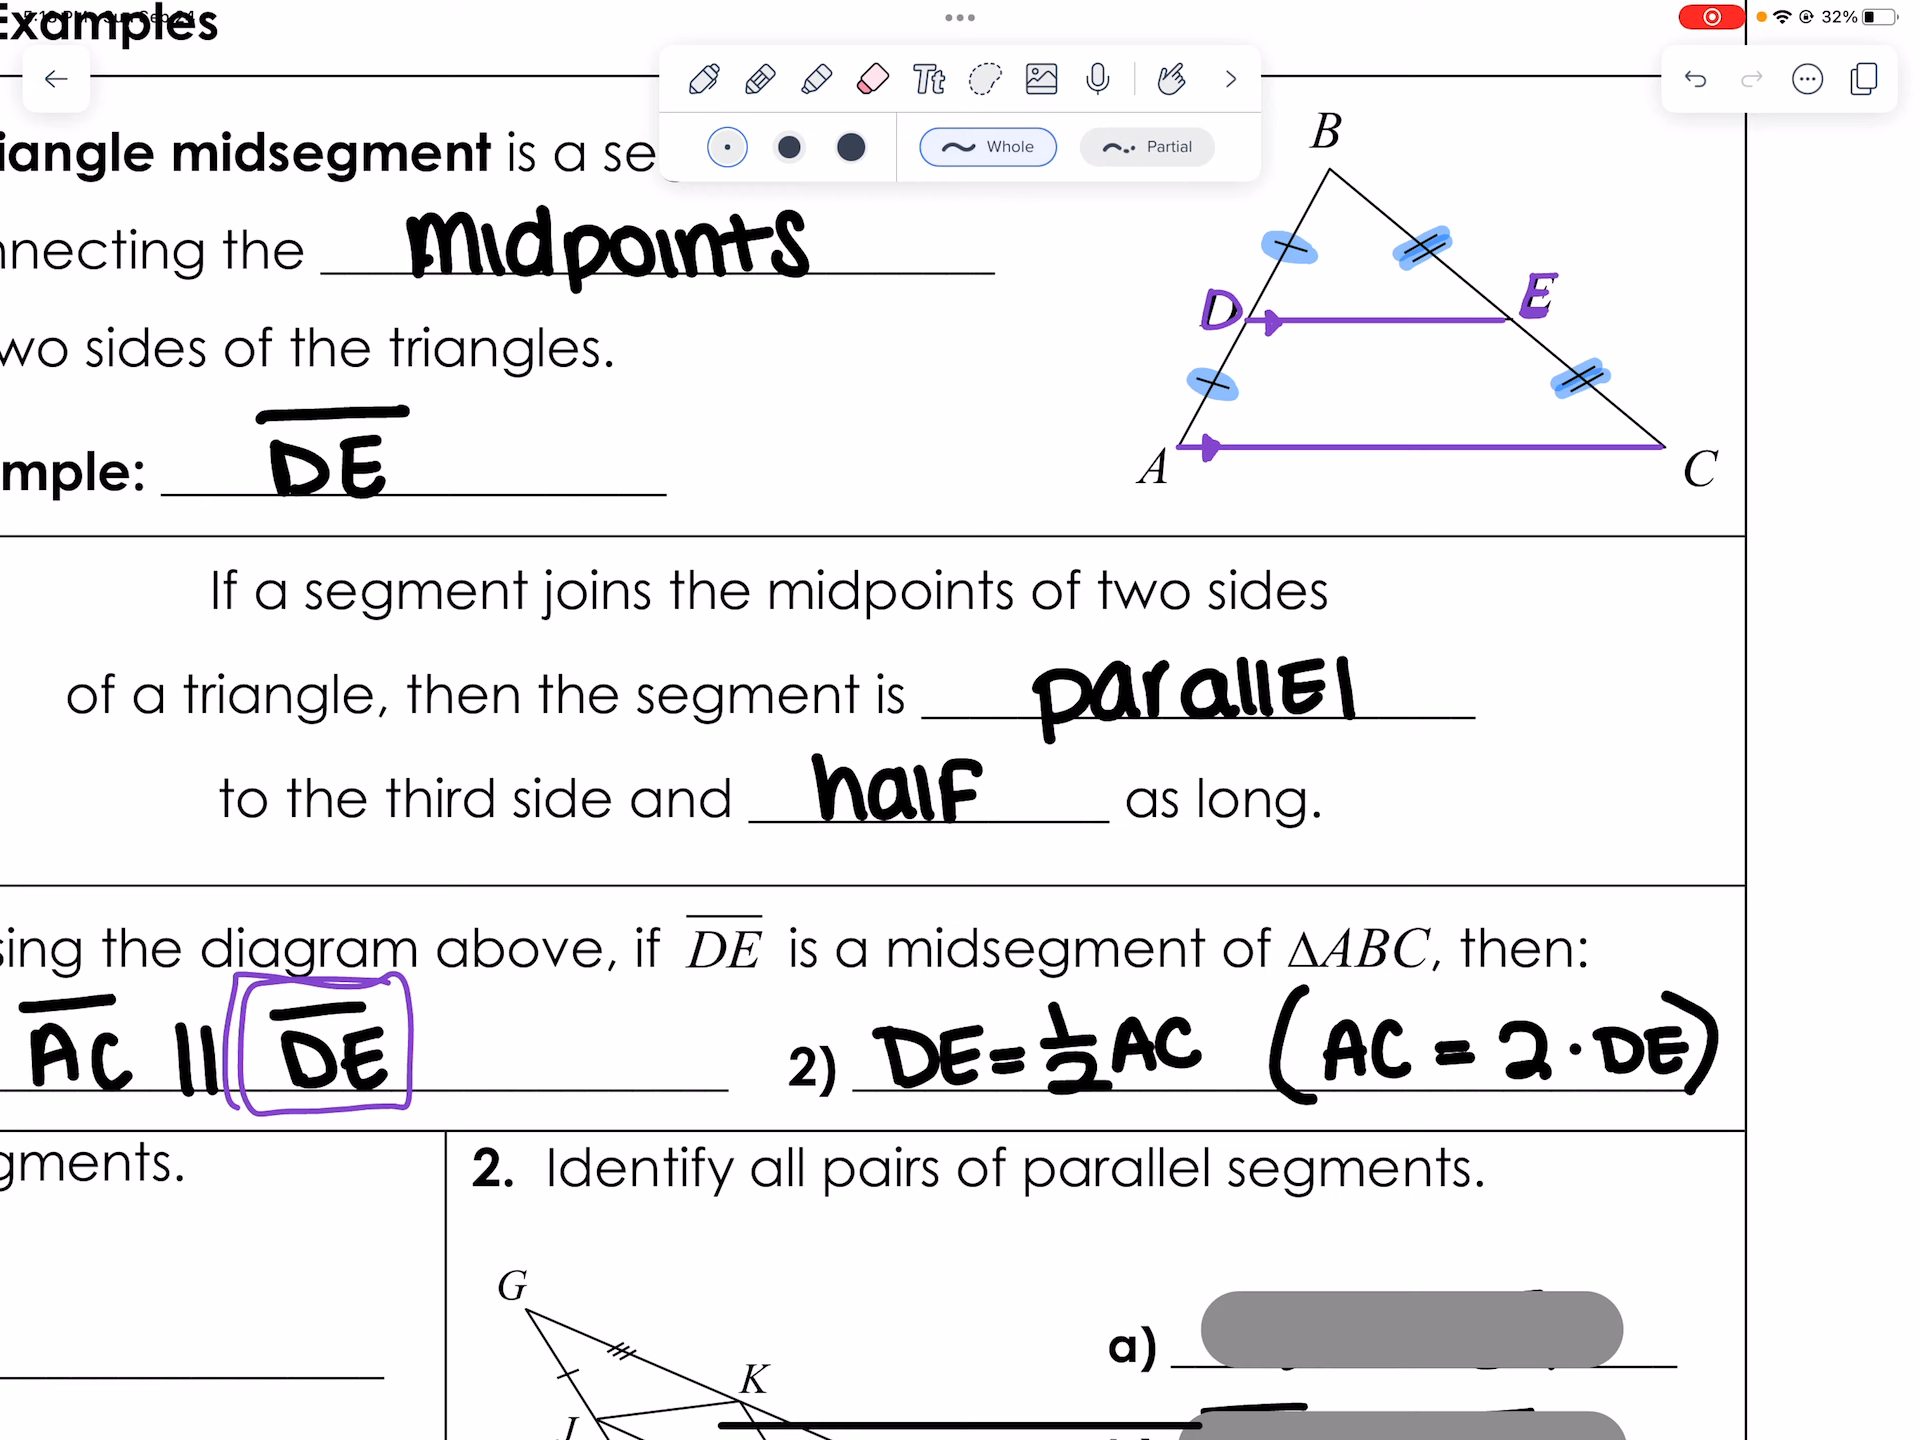 Examples
32%
iangle midsegment is a se
Whole
Partial
nnecting the midpoints
wo sides of the triangles.
mple: DE
B
D
E
A
C
If a segment joins the midpoints of two sides
of a triangle, then the segment is parallEl
to the third side and half as long.
sing the diagram above, if DE is a midsegment of ΔABC, then:
AC || DE
2) DE = 1/2 AC (AC = 2 · DE)
gments.
2. Identify all pairs of parallel segments.
G
K
J
a)